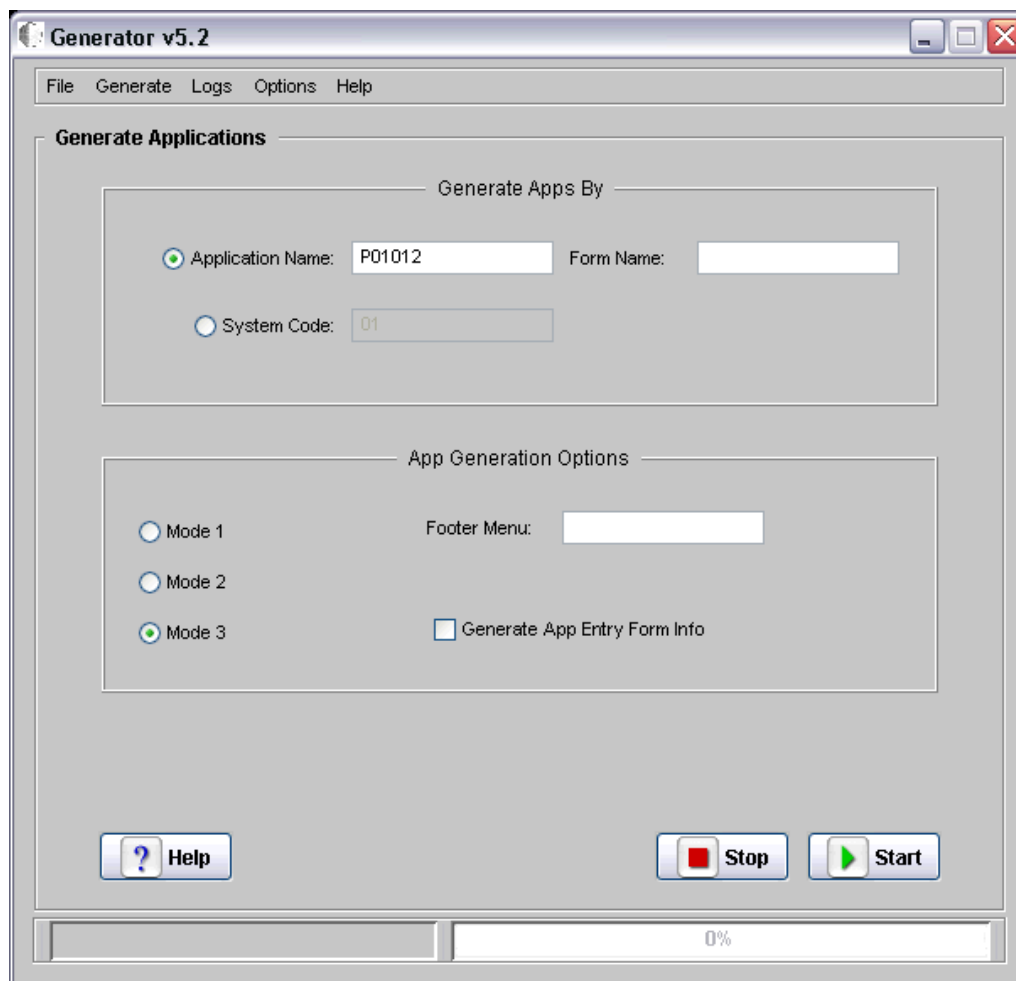 Generator v5.2
File Generate Logs Options Help
Generate Applications
Generate Apps By
Application Name: P01012 Form Name:
System Code: 01
App Generation Options
Mode 1 Footer Menu:
Mode 2
Mode 3 Generate App Entry Form Info
? Help Stop Start
0%